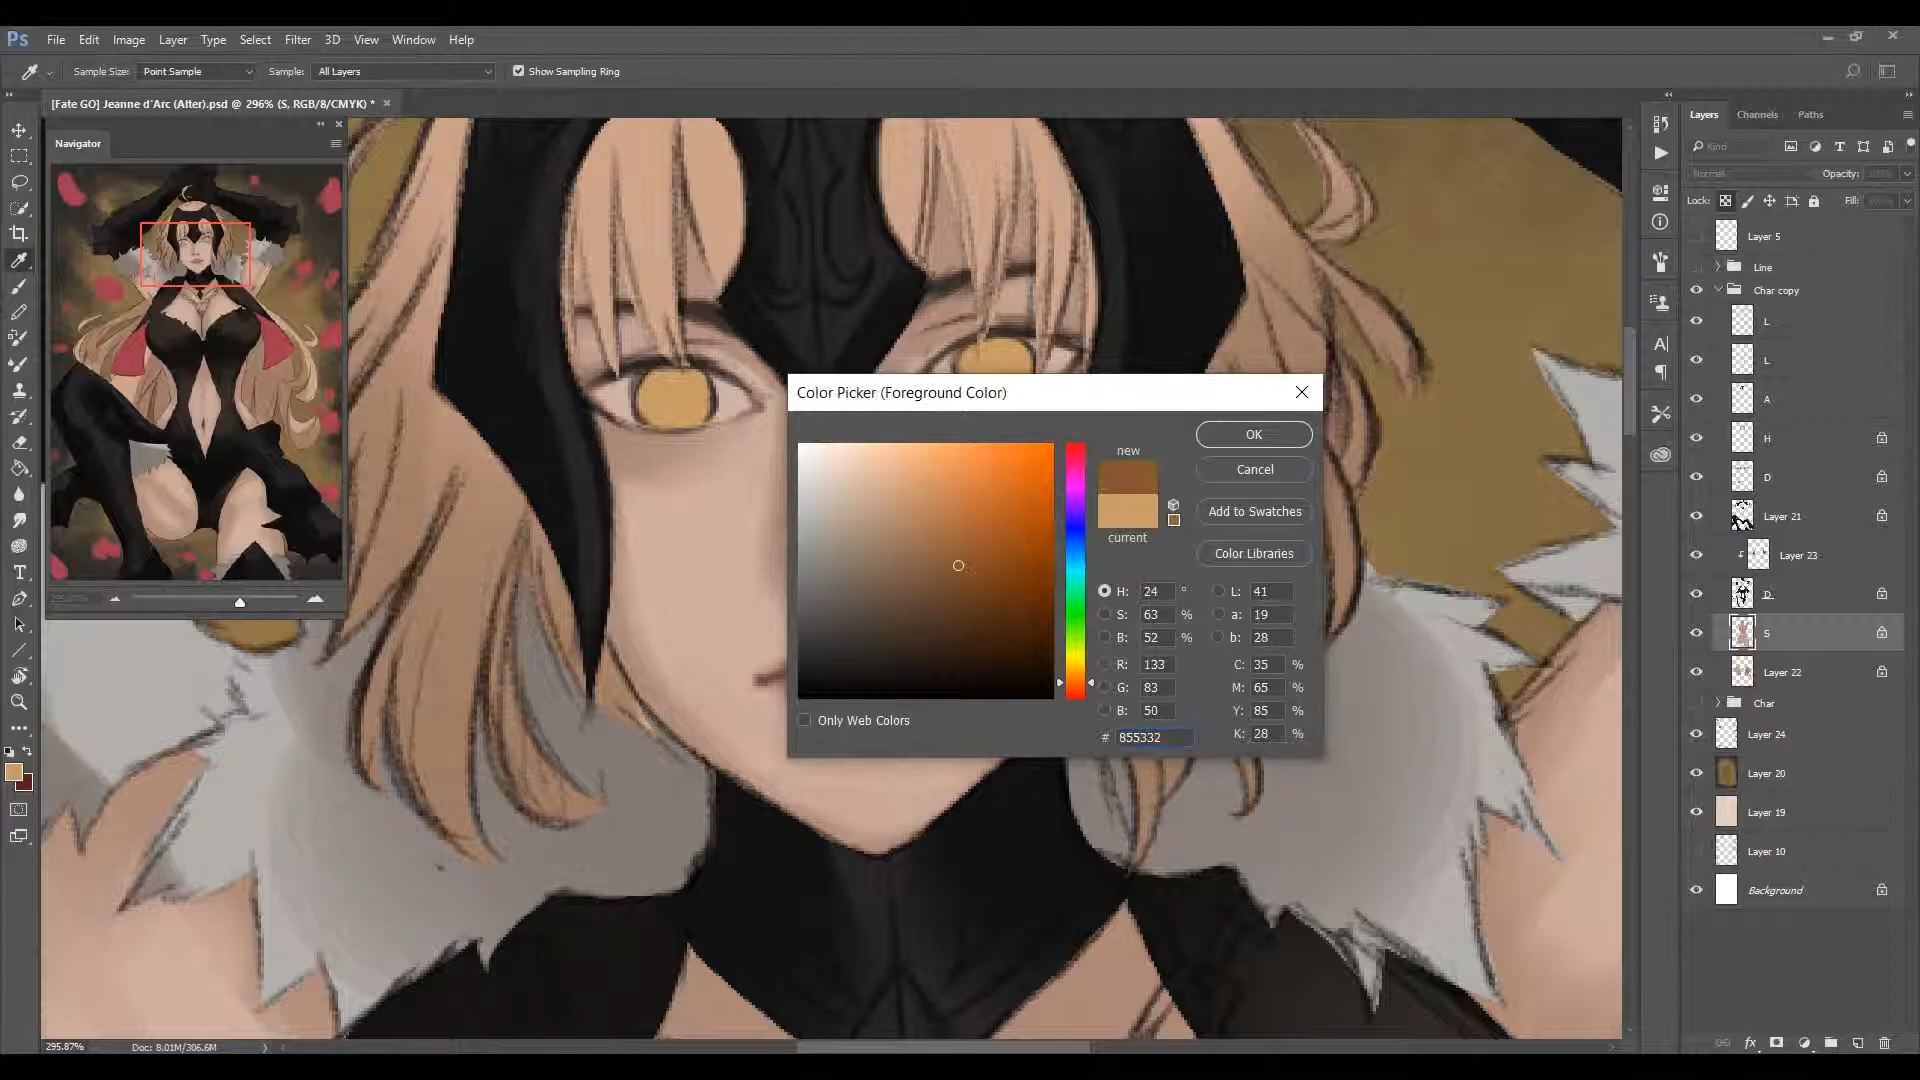 Ps File Edit Image Layer Type Select Filter 3D View Window Help
Sample Size: Point Sample Sample: All Layers Show Sampling Ring
[Fate GO] Jeanne d'Arc (Alter).psd @ 296% (S, RGB/8/CMYK) *
Navigator
Color Picker (Foreground Color)
new
current
OK
Cancel
Add to Swatches
Color Libraries
H: 24 °
S: 63 %
B: 52 %
R: 133
G: 83
B: 50
# 855332
L: 41
a: 19
b: 28
C: 35 %
M: 65 %
Y: 85 %
K: 28 %
Only Web Colors
Layers Channels Paths
Kind
Normal Opacity:
Lock: Fill:
Layer 5
Line
Char copy
L
L
A
H
D
Layer 21
Layer 23
D
S
Layer 22
Char
Layer 24
Layer 20
Layer 19
Layer 10
Background
fx
295.87% Doc: 8.01M/306.6M